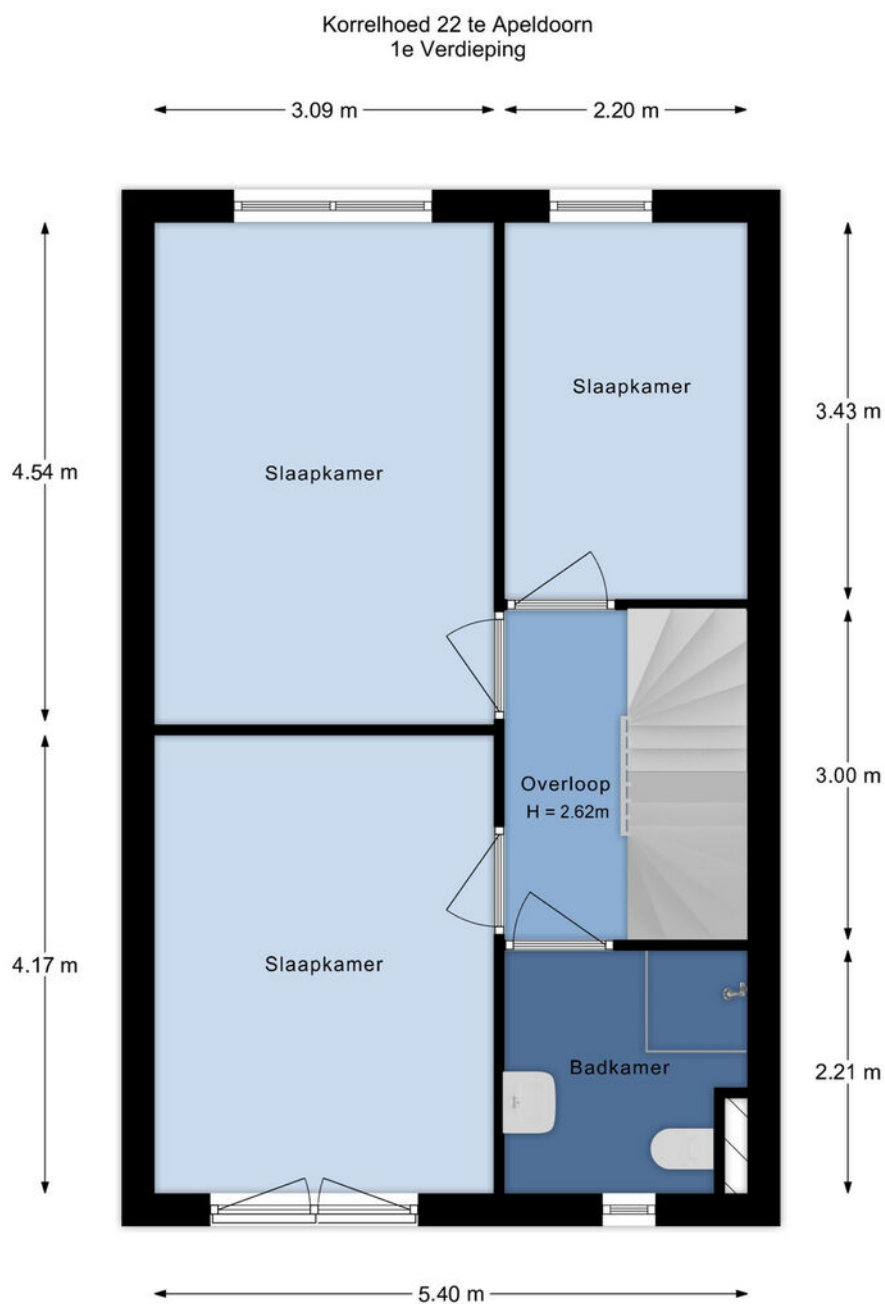 Korrelhoed 22 te Apeldoorn
1e Verdieping
3.09 m
2.20 m
Slaapkamer
3.43 m
4.54 m
Slaapkamer
Overloop
H = 2.62m
3.00 m
4.17 m
Slaapkamer
Badkamer
2.21 m
5.40 m